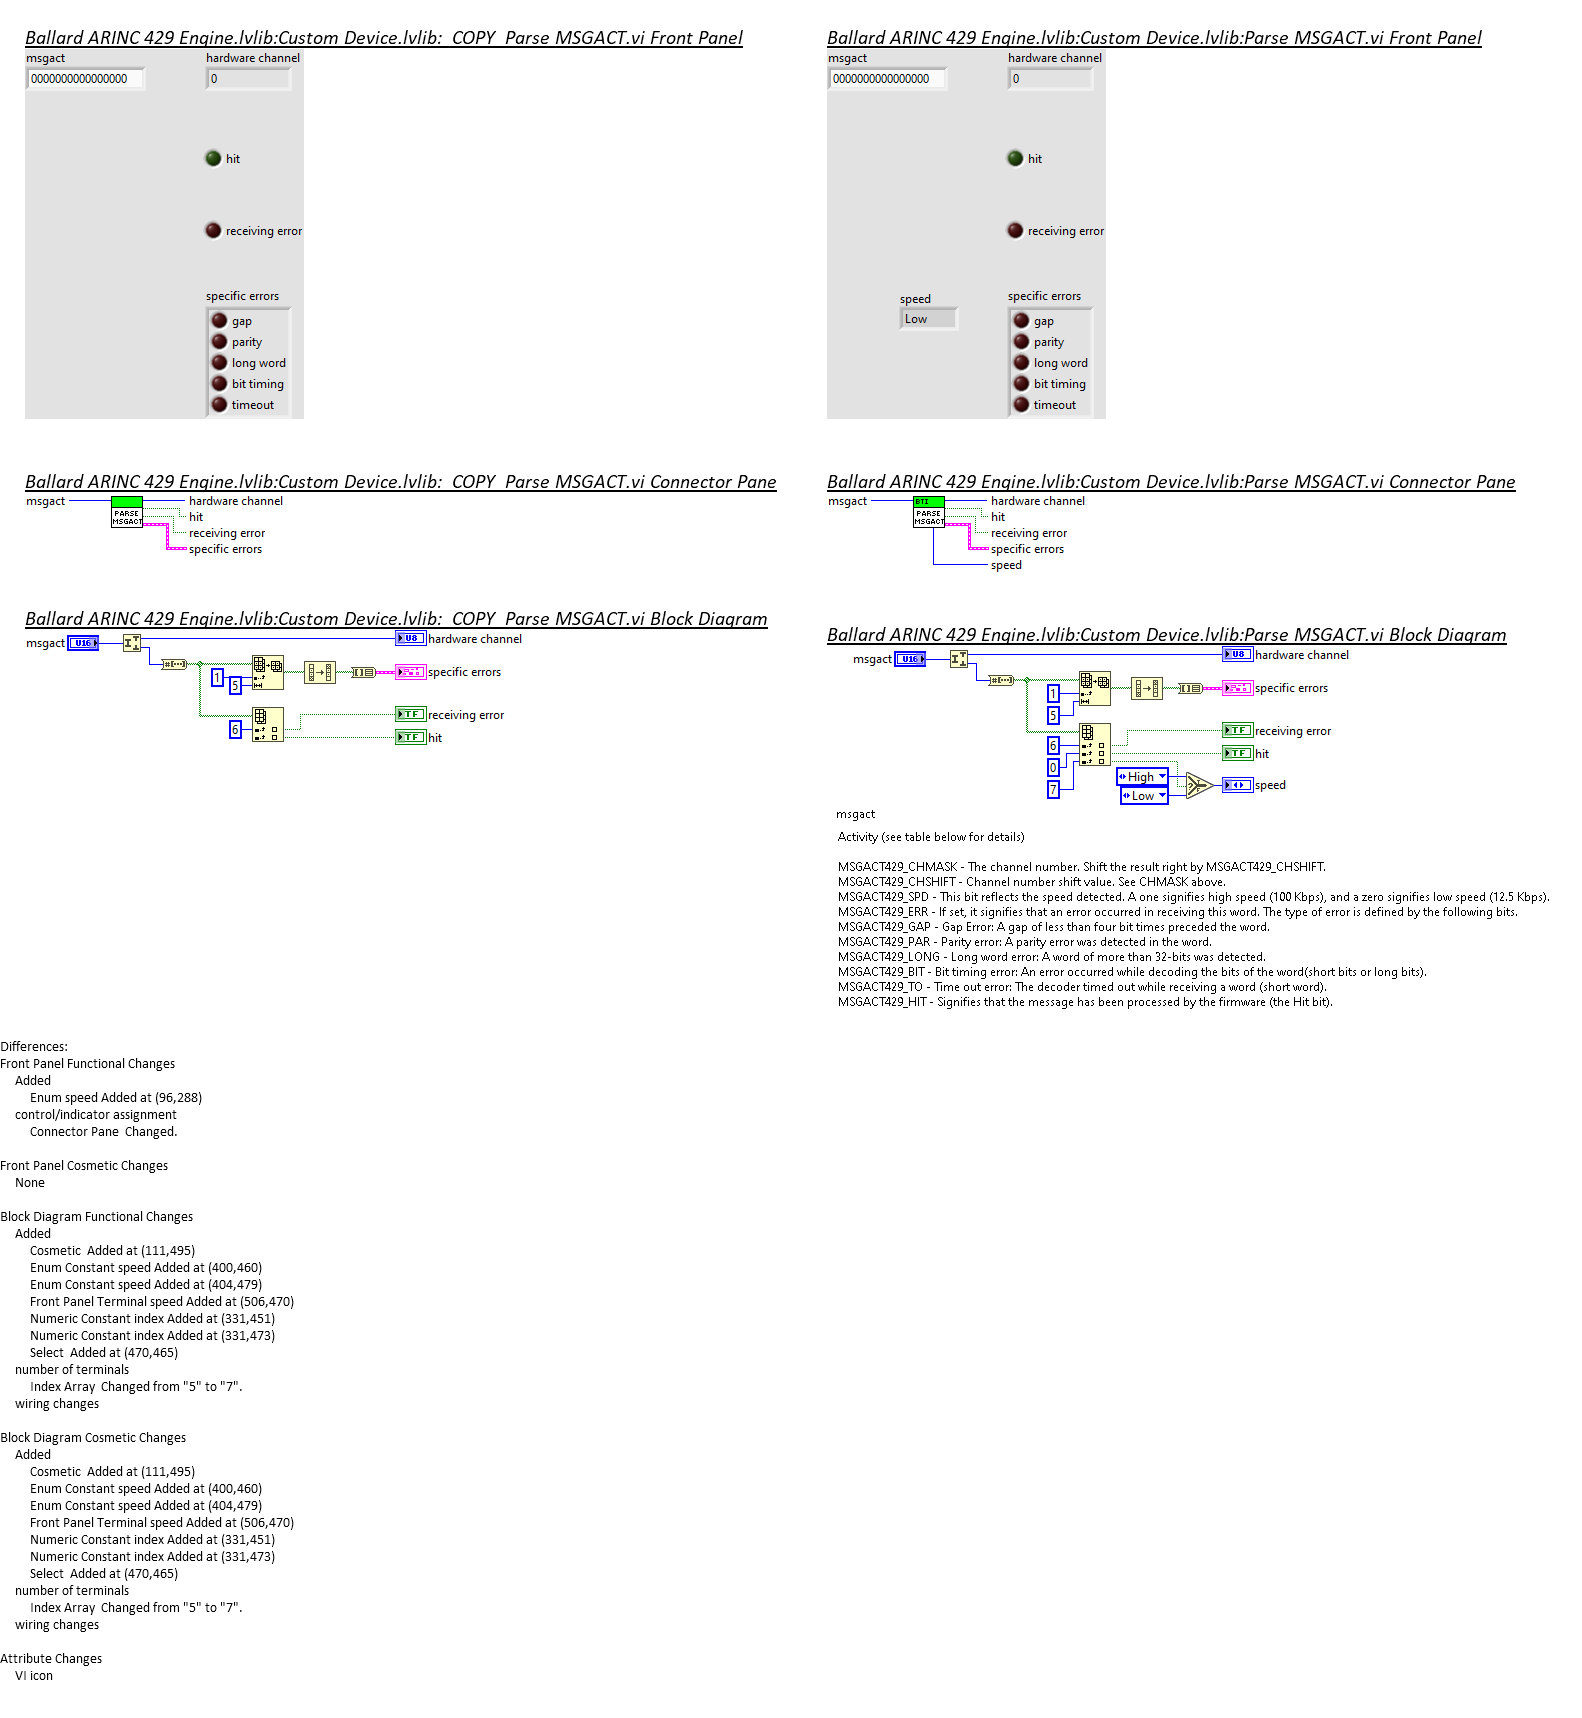 Ballard ARINC 429 Engine.lvlib:Custom Device.lvlib:  COPY  Parse MSGACT.vi Front Panel
msgact
hardware channel
0000000000000000
0
hit
receiving error
specific errors
gap
parity
long word
bit timing
timeout
Ballard ARINC 429 Engine.lvlib:Custom Device.lvlib:Parse MSGACT.vi Front Panel
msgact
hardware channel
0000000000000000
0
hit
receiving error
speed
Low
specific errors
gap
parity
long word
bit timing
timeout
Ballard ARINC 429 Engine.lvlib:Custom Device.lvlib:  COPY  Parse MSGACT.vi Connector Pane
msgact
PARSE
MSGACT
hardware channel
hit
receiving error
specific errors
Ballard ARINC 429 Engine.lvlib:Custom Device.lvlib:Parse MSGACT.vi Connector Pane
msgact
BTI
PARSE
MSGACT
hardware channel
hit
receiving error
specific errors
speed
Ballard ARINC 429 Engine.lvlib:Custom Device.lvlib:  COPY  Parse MSGACT.vi Block Diagram
msgact
U16
U8
hardware channel
1
5
specific errors
6
TF
receiving error
TF
hit
Ballard ARINC 429 Engine.lvlib:Custom Device.lvlib:Parse MSGACT.vi Block Diagram
msgact
U16
U8
hardware channel
1
5
specific errors
6
0
7
TF
receiving error
TF
hit
High
Low
speed
msgact
Activity (see table below for details)
MSGACT429_CHMASK - The channel number. Shift the result right by MSGACT429_CHSHIFT.
MSGACT429_CHSHIFT - Channel number shift value. See CHMASK above.
MSGACT429_SPD - This bit reflects the speed detected. A one signifies high speed (100 Kbps), and a zero signifies low speed (12.5 Kbps).
MSGACT429_ERR - If set, it signifies that an error occurred in receiving this word. The type of error is defined by the following bits.
MSGACT429_GAP - Gap Error: A gap of less than four bit times preceded the word.
MSGACT429_PAR - Parity error: A parity error was detected in the word.
MSGACT429_LONG - Long word error: A word of more than 32-bits was detected.
MSGACT429_BIT - Bit timing error: An error occurred while decoding the bits of the word(short bits or long bits).
MSGACT429_TO - Time out error: The decoder timed out while receiving a word (short word).
MSGACT429_HIT - Signifies that the message has been processed by the firmware (the Hit bit).
Differences:
Front Panel Functional Changes
Added
Enum speed Added at (96,288)
control/indicator assignment
Connector Pane  Changed.
Front Panel Cosmetic Changes
None
Block Diagram Functional Changes
Added
Cosmetic  Added at (111,495)
Enum Constant speed Added at (400,460)
Enum Constant speed Added at (404,479)
Front Panel Terminal speed Added at (506,470)
Numeric Constant index Added at (331,451)
Numeric Constant index Added at (331,473)
Select  Added at (470,465)
number of terminals
Index Array  Changed from "5" to "7".
wiring changes
Block Diagram Cosmetic Changes
Added
Cosmetic  Added at (111,495)
Enum Constant speed Added at (400,460)
Enum Constant speed Added at (404,479)
Front Panel Terminal speed Added at (506,470)
Numeric Constant index Added at (331,451)
Numeric Constant index Added at (331,473)
Select  Added at (470,465)
number of terminals
Index Array  Changed from "5" to "7".
wiring changes
Attribute Changes
VI icon